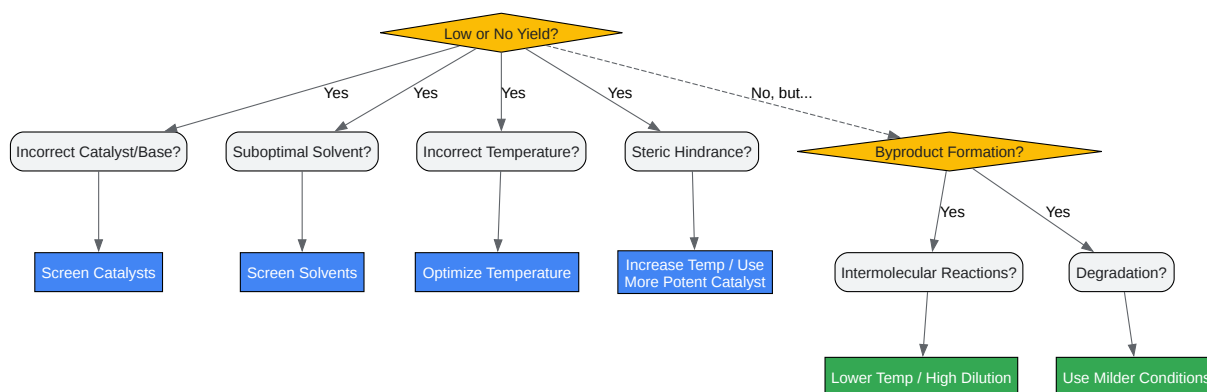 Low or No Yield?
Yes
Yes
Yes
Yes
No, but...
Incorrect Catalyst/Base?
Suboptimal Solvent?
Incorrect Temperature?
Steric Hindrance?
Byproduct Formation?
Yes
Yes
Screen Catalysts
Screen Solvents
Optimize Temperature
Increase Temp / Use
More Potent Catalyst
Intermolecular Reactions?
Degradation?
Lower Temp / High Dilution
Use Milder Conditions